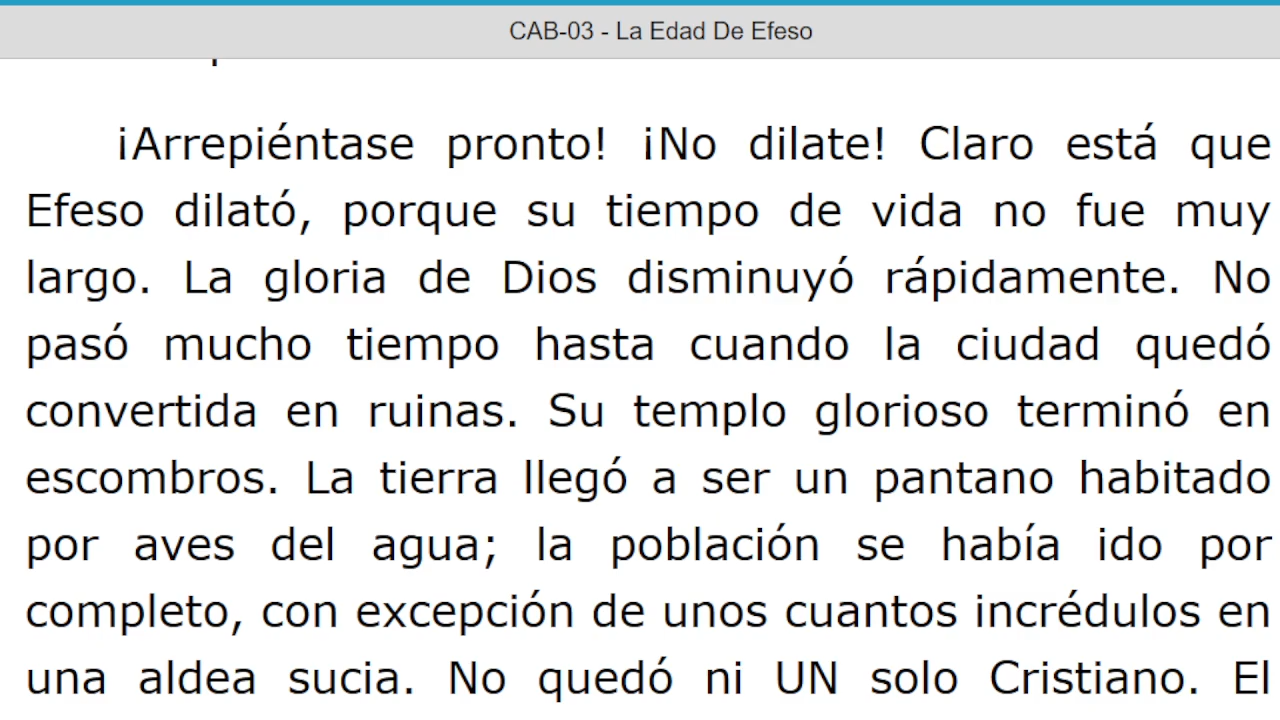 CAB-03 - La Edad De Efeso
¡Arrepiéntase pronto! ¡No dilate! Claro está que
Efeso dilató, porque su tiempo de vida no fue muy
largo. La gloria de Dios disminuyó rápidamente. No
pasó mucho tiempo hasta cuando la ciudad quedó
convertida en ruinas. Su templo glorioso terminó en
escombros. La tierra llegó a ser un pantano habitado
por aves del agua; la población se había ido por
completo, con excepción de unos cuantos incrédulos en
una aldea sucia. No quedó ni UN solo Cristiano. El